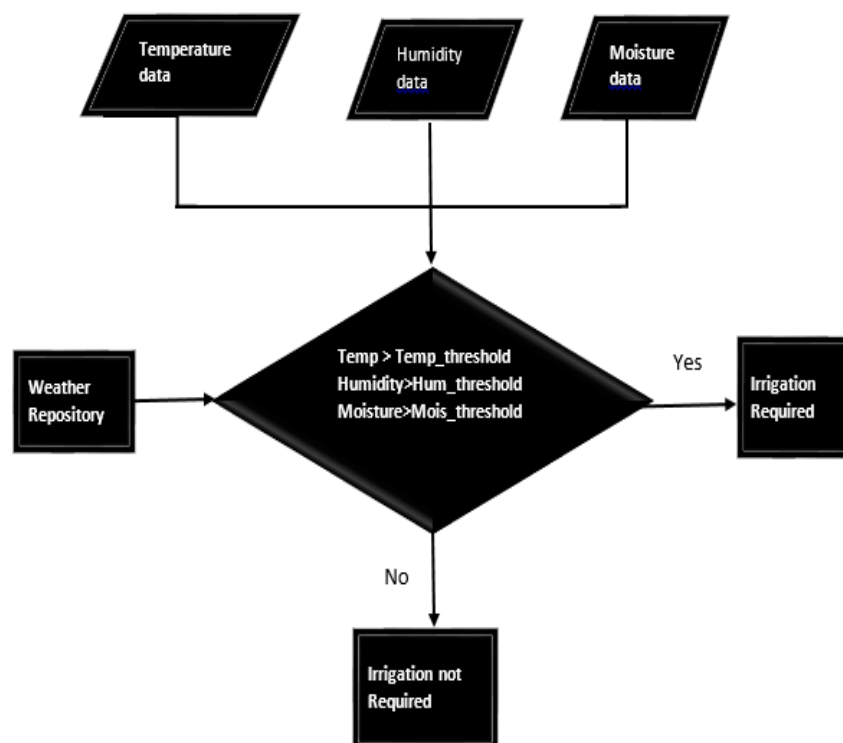 Temperature
data
Humidity
data
Moisture
data
Temp > Temp_threshold
Humidity>Hum_threshold
Moisture>Mois_threshold
Weather
Repository
Yes
Irrigation
Required
No
Irrigation not
Required